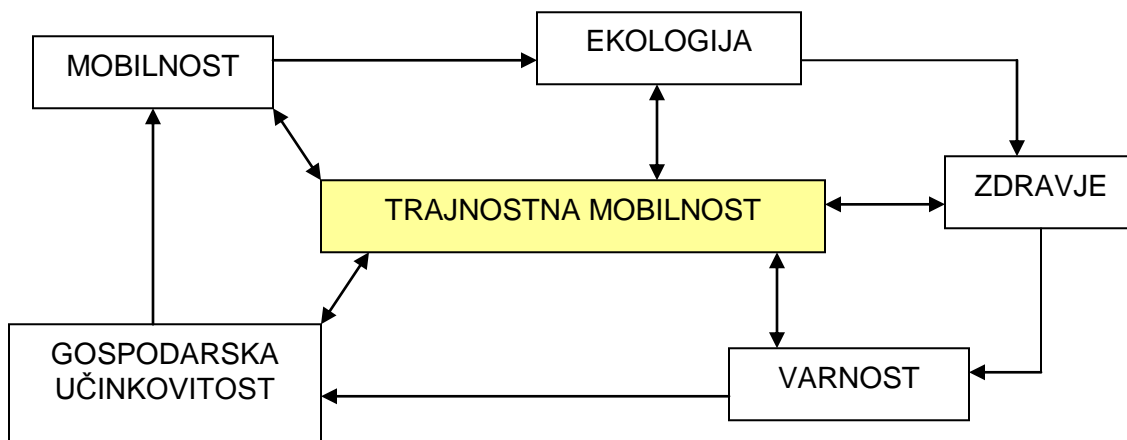 EKOLOGIJA
MOBILNOST
ZDRAVJE
TRAJNOSTNA MOBILNOST
GOSPODARSKA
UČINKOVITOST
VARNOST